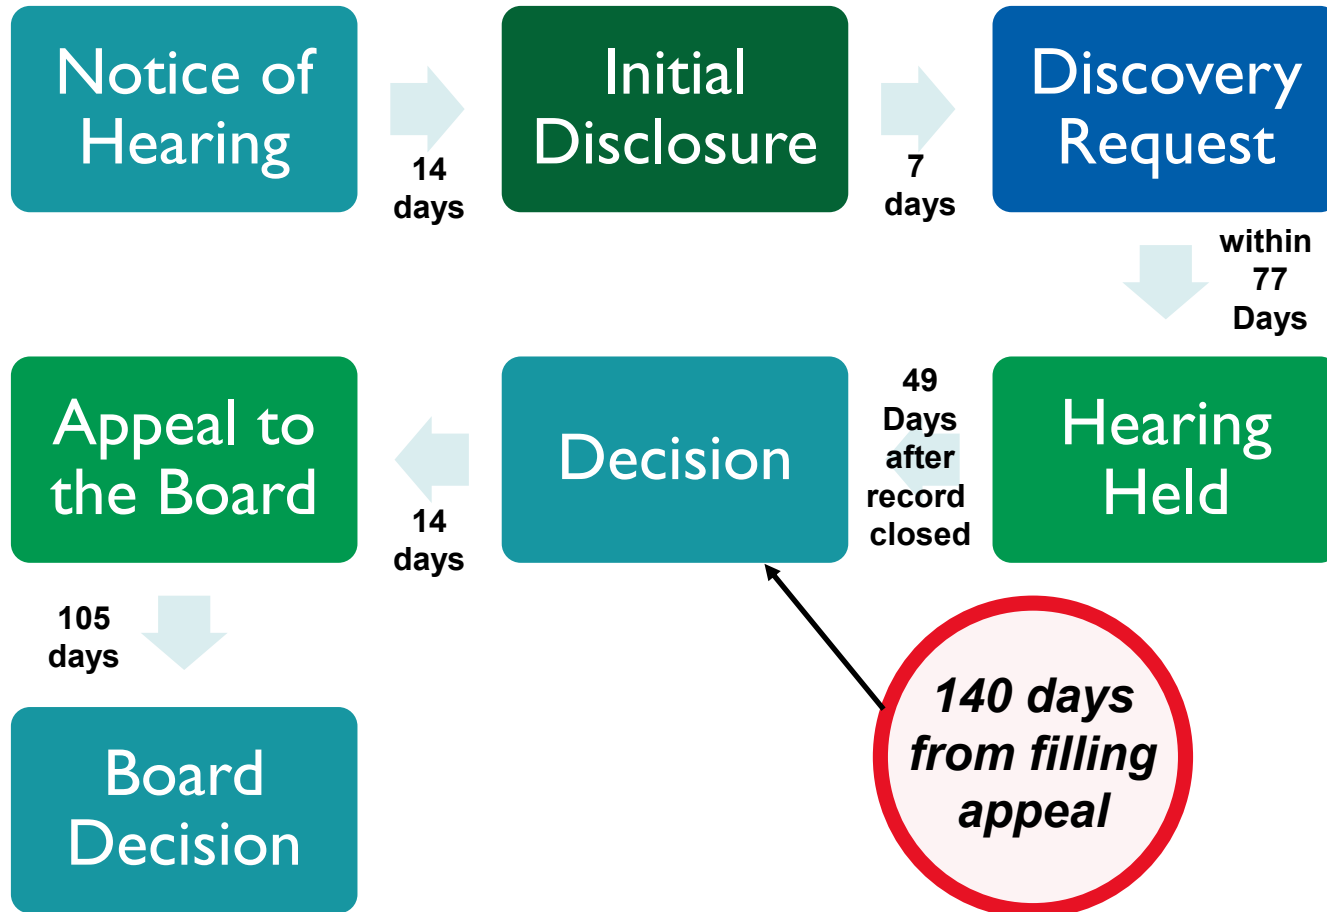 Notice of
Hearing
14
days
Initial
Disclosure
7
days
Discovery
Request
within
77
Days
Hearing
Held
49
Days
after
record
closed
Decision
14
days
Appeal to
the Board
105
days
Board
Decision
140 days
from filling
appeal